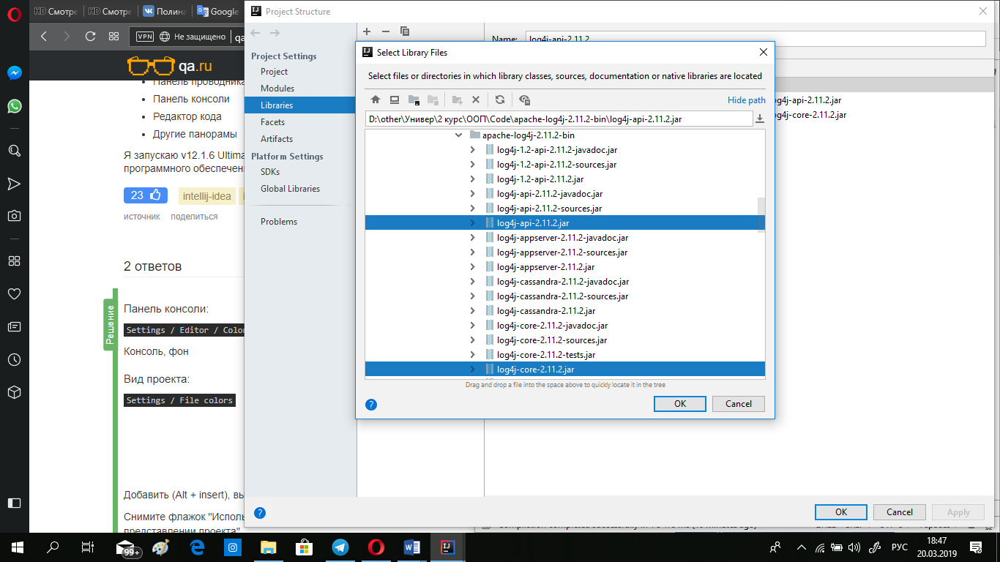 HD Смотре
HD Смотре
Полина
Google
Project Structure
VPN
Не защищено
qa
qa.ru
Панель проводника
Панель консоли
Редактор кода
Другие панорамы
Я запускаю v12.1.6 Ultima
программного обеспечен
23
intellij-idea
источник поделиться
2 ответов
Решение
Панель консоли:
Settings / Editor / Color
Консоль, фон
Вид проекта:
Settings / File colors
Добавить (Alt + insert), вы
Снимите флажок "Исполь
представлении проекта"
Project Settings
Project
Modules
Libraries
Facets
Artifacts
Platform Settings
SDKs
Global Libraries
Problems
Name: log4j-api-2.11.2
log4j-api-2.11.2.jar
log4j-core-2.11.2.jar
Select Library Files
Select files or directories in which library classes, sources, documentation or native libraries are located
Hide path
D:\other\Универ\2 курс\ООП\Code\apache-log4j-2.11.2-bin\log4j-api-2.11.2.jar
apache-log4j-2.11.2-bin
log4j-1.2-api-2.11.2-javadoc.jar
log4j-1.2-api-2.11.2-sources.jar
log4j-1.2-api-2.11.2.jar
log4j-api-2.11.2-javadoc.jar
log4j-api-2.11.2-sources.jar
log4j-api-2.11.2.jar
log4j-appserver-2.11.2-javadoc.jar
log4j-appserver-2.11.2-sources.jar
log4j-appserver-2.11.2.jar
log4j-cassandra-2.11.2-javadoc.jar
log4j-cassandra-2.11.2-sources.jar
log4j-cassandra-2.11.2.jar
log4j-core-2.11.2-javadoc.jar
log4j-core-2.11.2-sources.jar
log4j-core-2.11.2-tests.jar
log4j-core-2.11.2.jar
Drag and drop a file into the space above to quickly locate it in the tree
OK
Cancel
OK
Cancel
Apply
99+
РУС
18:47
20.03.2019